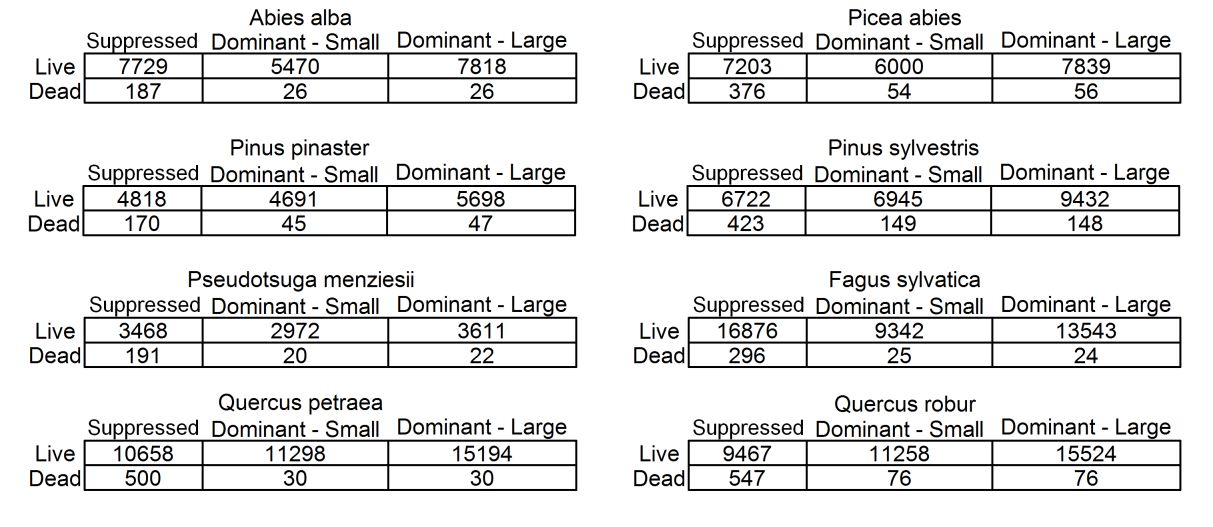 Abies alba
Suppressed Dominant - Small Dominant - Large
Live 7729 5470 7818
Dead 187 26 26
Picea abies
Suppressed Dominant - Small Dominant - Large
Live 7203 6000 7839
Dead 376 54 56
Pinus pinaster
Suppressed Dominant - Small Dominant - Large
Live 4818 4691 5698
Dead 170 45 47
Pinus sylvestris
Suppressed Dominant - Small Dominant - Large
Live 6722 6945 9432
Dead 423 149 148
Pseudotsuga menziesii
Suppressed Dominant - Small Dominant - Large
Live 3468 2972 3611
Dead 191 20 22
Fagus sylvatica
Suppressed Dominant - Small Dominant - Large
Live 16876 9342 13543
Dead 296 25 24
Quercus petraea
Suppressed Dominant - Small Dominant - Large
Live 10658 11298 15194
Dead 500 30 30
Quercus robur
Suppressed Dominant - Small Dominant - Large
Live 9467 11258 15524
Dead 547 76 76